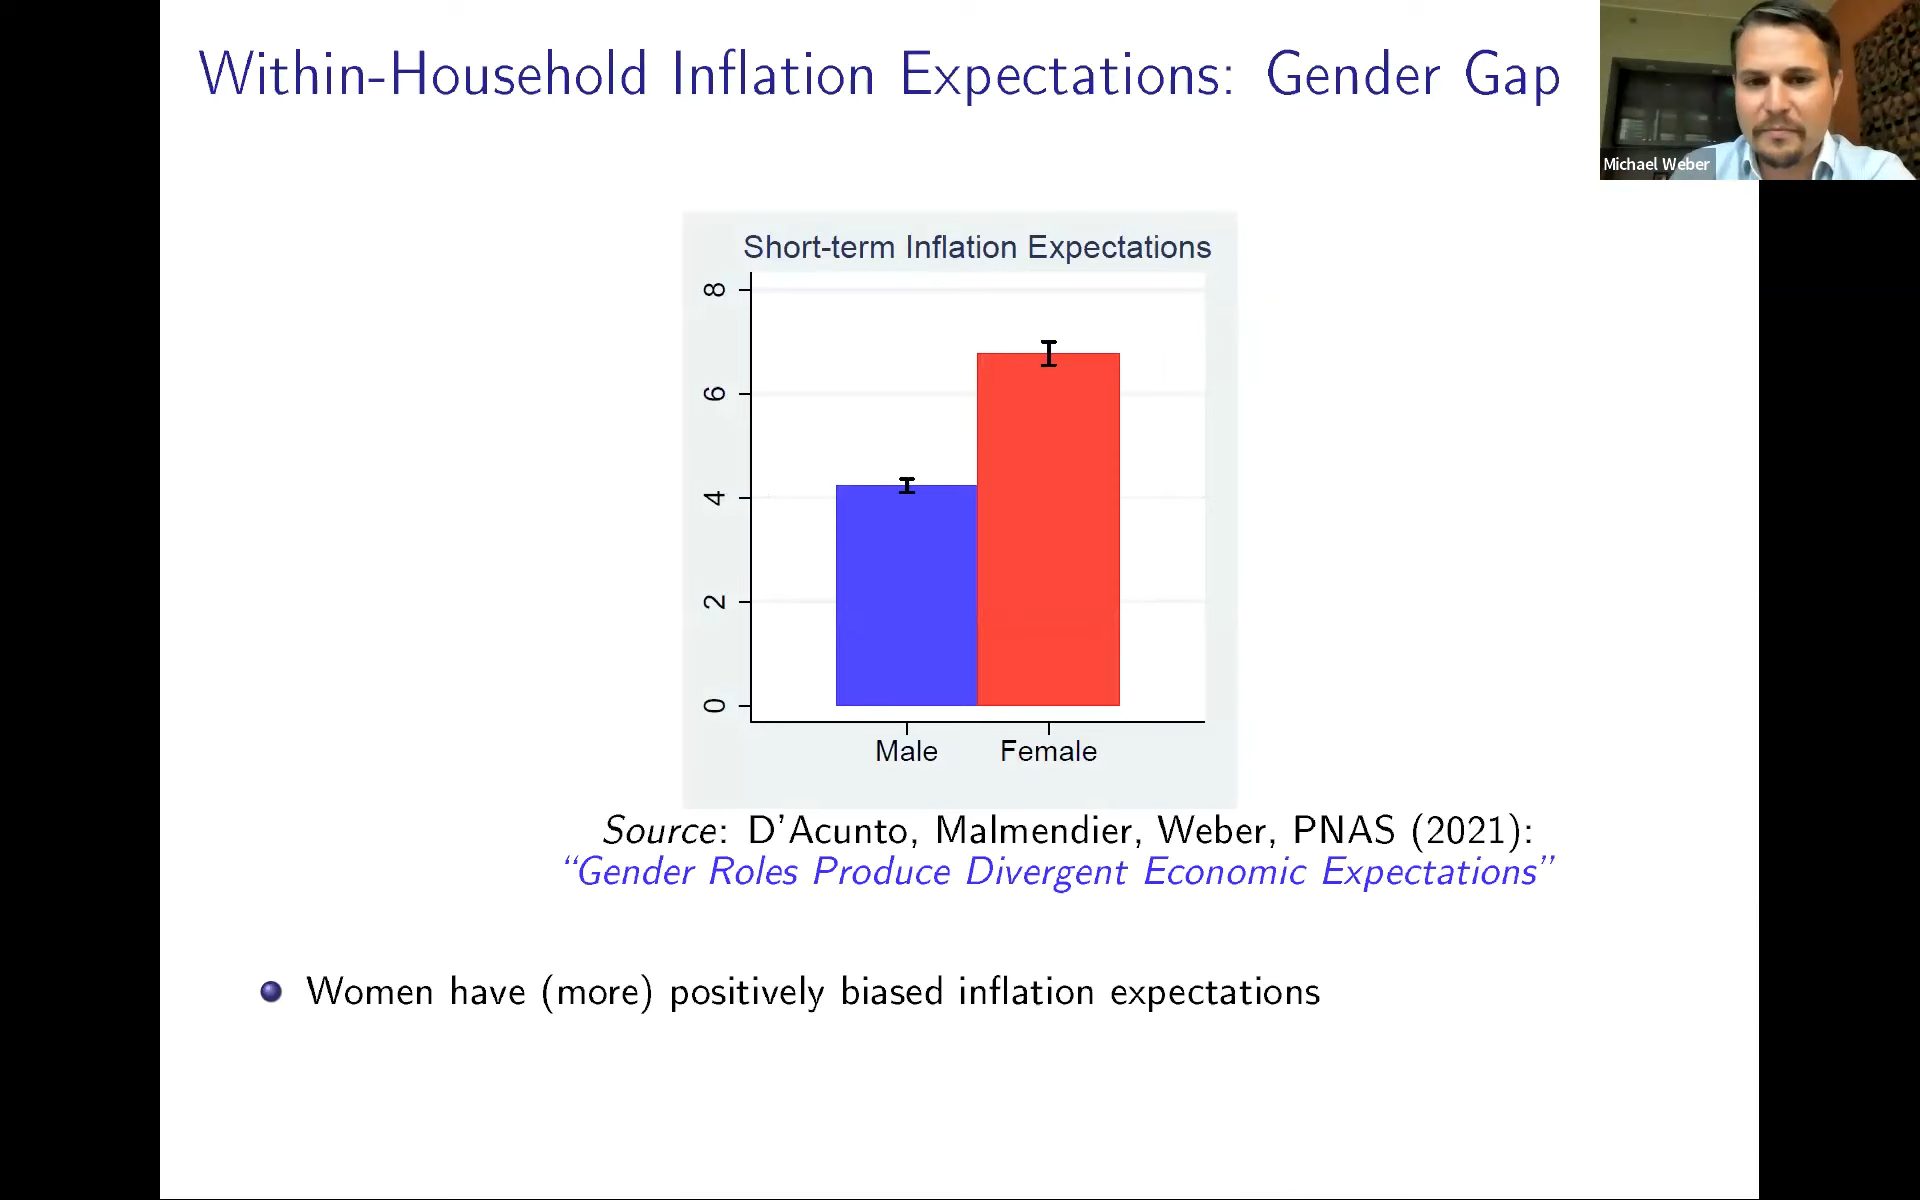 Within-Household Inflation Expectations: Gender Gap
Michael Weber
Short-term Inflation Expectations
8
6
4
2
0
Male Female
Source: D'Acunto, Malmendier, Weber, PNAS (2021):
“Gender Roles Produce Divergent Economic Expectations”
Women have (more) positively biased inflation expectations